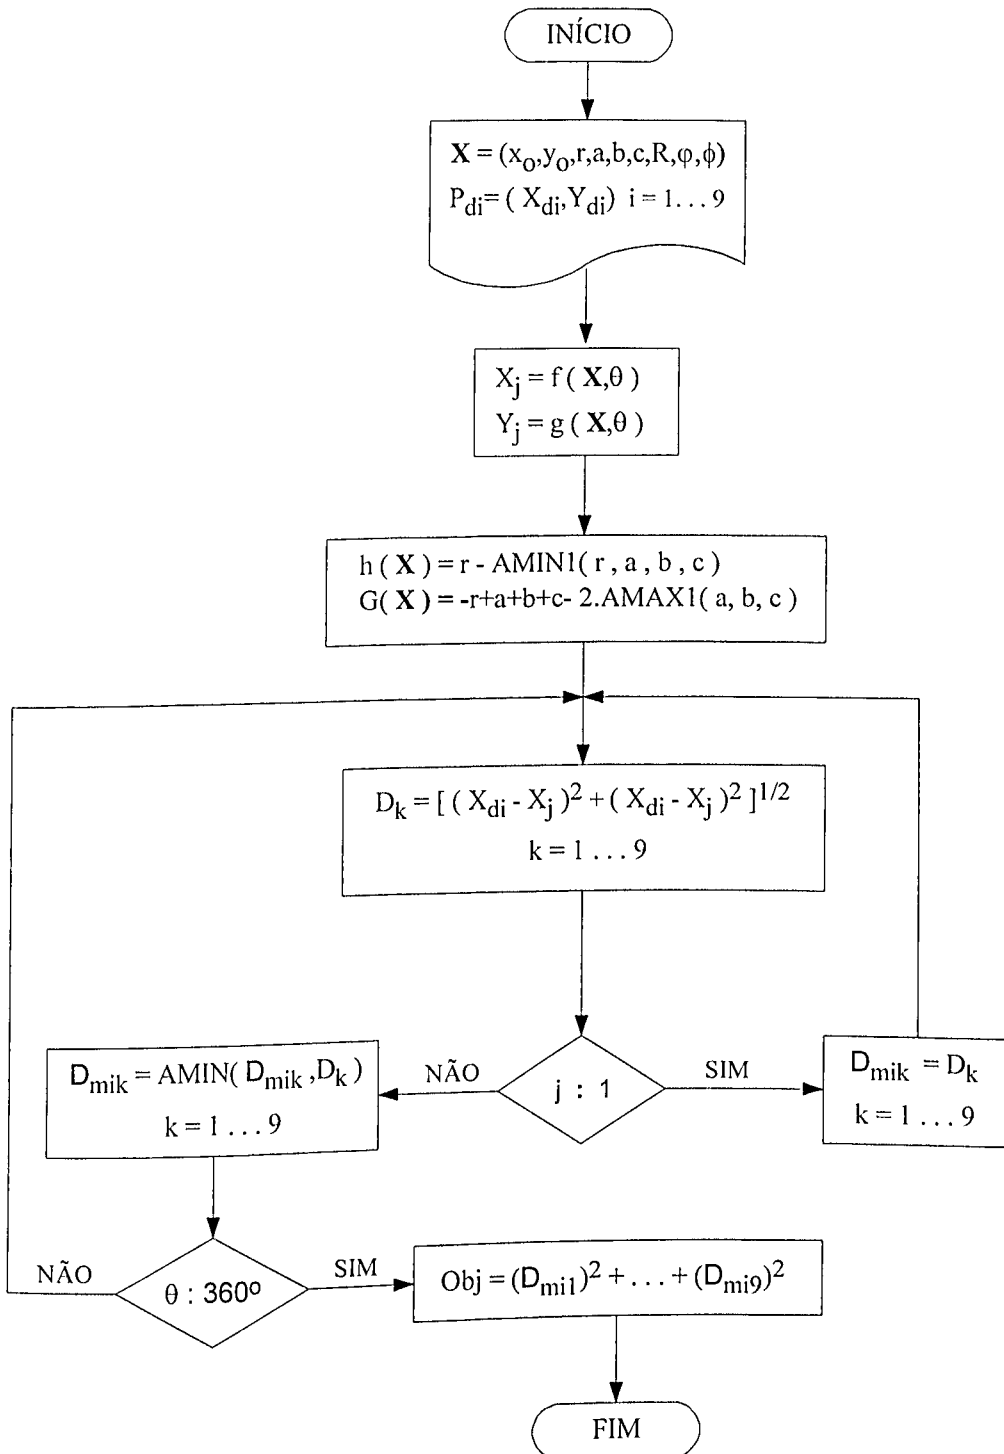 INÍCIO
X = (xo,yo,r,a,b,c,R,φ,ϕ)
Pdi= ( Xdi,Ydi) i = 1 . . . 9
Xj = f ( X,θ )
Yj = g ( X,θ )
h ( X ) = r - AMIN1( r , a , b , c )
G( X ) = -r+a+b+c- 2.AMAX1( a, b, c )
Dk = [ ( Xdi - Xj )2 + ( Xdi - Xj )2 ]1/2
k = 1 . . . 9
Dmik = AMIN( Dmik ,Dk )
k = 1 . . . 9
NÃO
j : 1
SIM
Dmik = Dk
k = 1 . . . 9
NÃO
θ : 360º
SIM
Obj = (Dmi1)2 + . . . + (Dmi9)2
FIM